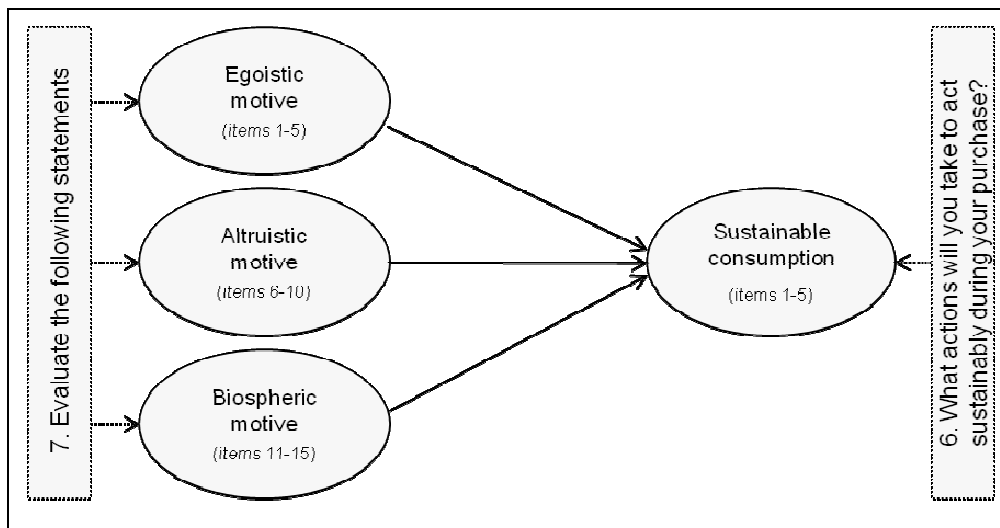 7. Evaluate the following statements
Egoistic
motive
(items 1-5)
Altruistic
motive
(items 6-10)
Biospheric
motive
(items 11-15)
Sustainable
consumption
(items 1-5)
6. What actions will you take to act
sustainably during your purchase?